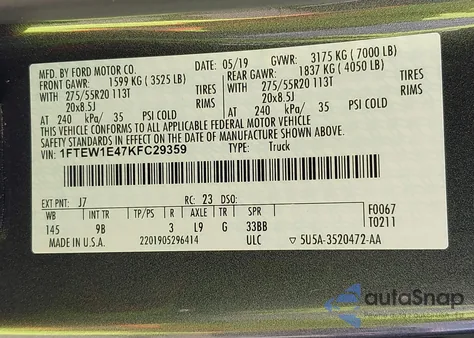 MFD. BY FORD MOTOR CO. DATE: 05/19 GVWR: 3175 KG ( 7000 LB)
FRONT GAWR: 1599 KG ( 3525 LB) REAR GAWR: 1837 KG ( 4050 LB)
WITH 275/55R20 113T TIRES WITH 275/55R20 113T TIRES
20x8.5J RIMS 20x8.5J RIMS
AT 240 kPa/ 35 PSI COLD AT 240 kPa/ 35 PSI COLD
THIS VEHICLE CONFORMS TO ALL APPLICABLE FEDERAL MOTOR VEHICLE
SAFETY STANDARDS IN EFFECT ON THE DATE OF MANUFACTURE SHOWN ABOVE.
VIN: 1FTEW1E47KFC29359 TYPE: Truck
EXT PNT: J7 RC: 23 DSO: F0067
WB INT TR TP/PS R AXLE TR SPR T0211
145 9B 3 L9 G 33BB
MADE IN U.S.A. 2201905296414 ULC ▽ 5U5A-3520472-AA
autoSnap